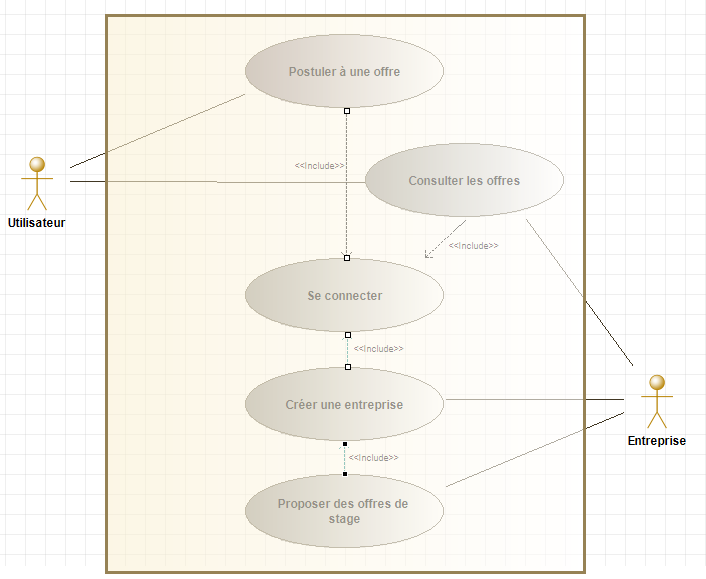 Postuler à une offre
<<Include>>
Consulter les offres
Utilisateur
<<Include>>
Se connecter
<<Include>>
Créer une entreprise
Entreprise
<<Include>>
Proposer des offres de
stage